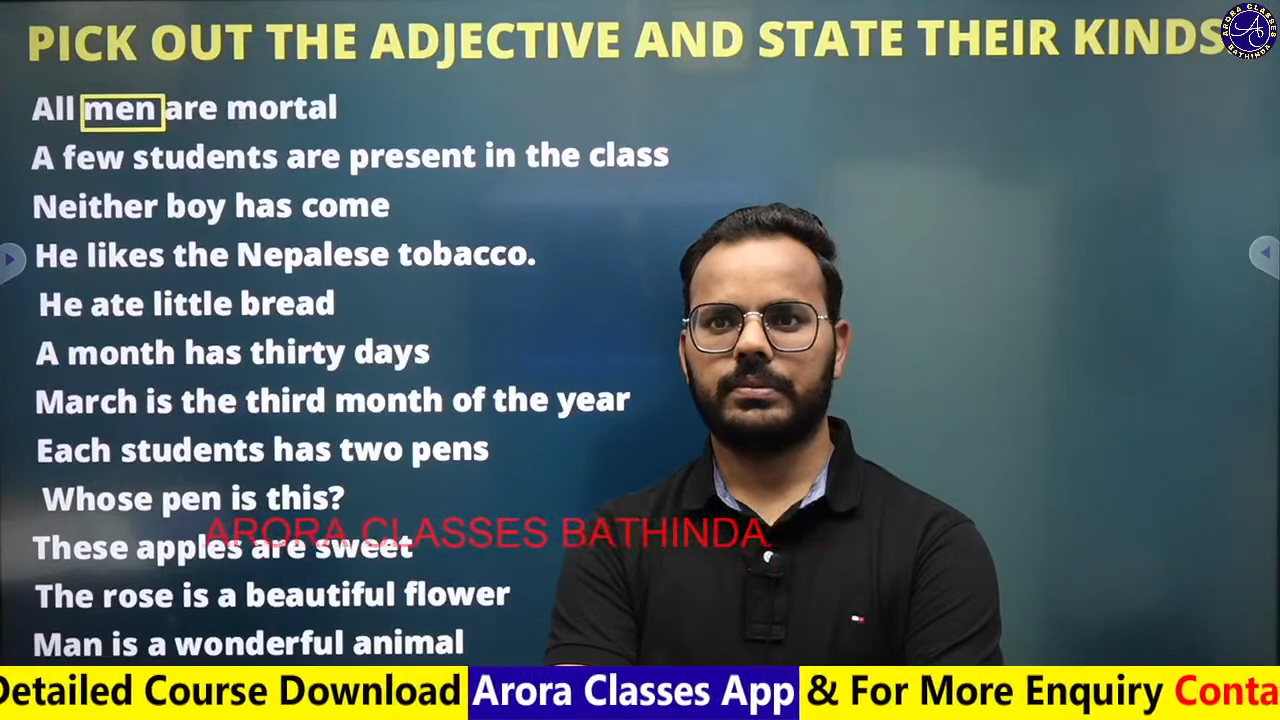 PICK OUT THE ADJECTIVE AND STATE THEIR KINDS
ARORA CLASSES
BATHINDA
All men are mortal
A few students are present in the class
Neither boy has come
He likes the Nepalese tobacco.
He ate little bread
A month has thirty days
March is the third month of the year
Each students has two pens
Whose pen is this?
ARORA CLASSES BATHINDA
These apples are sweet
The rose is a beautiful flower
Man is a wonderful animal
Detailed Course Download Arora Classes App & For More Enquiry Conta